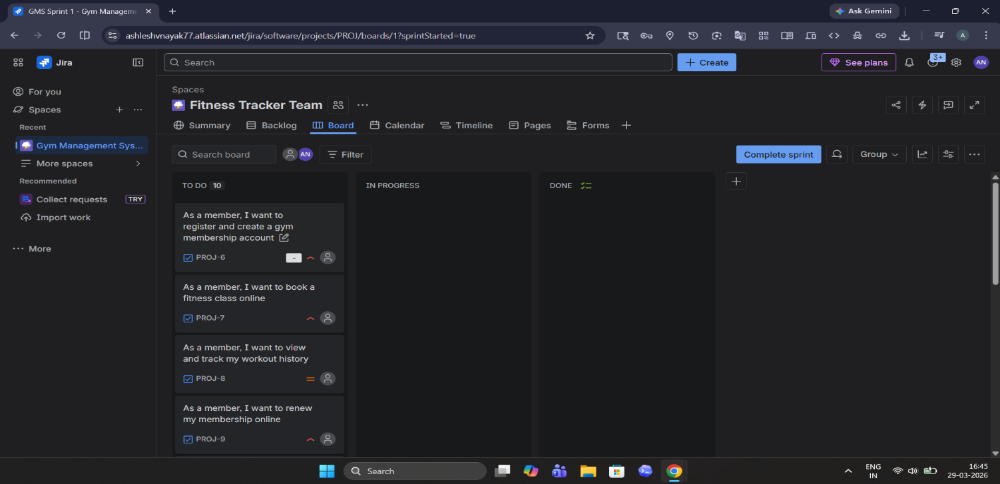 GMS Sprint 1 - Gym Manageme
Ask Gemini
ashleshvnayak77.atlassian.net/jira/software/projects/PROJ/boards/1?sprintStarted=true
A
Jira
Search
Create
See plans
3+
AN
For you
Spaces
Recent
Gym Management Sys...
More spaces
Recommended
Collect requests
TRY
Import work
More
Spaces
Fitness Tracker Team
Summary
Backlog
Board
Calendar
Timeline
Pages
Forms
Search board
AN
Filter
Complete sprint
Group
TO DO 10
As a member, I want to
register and create a gym
membership account
PROJ-6
-
As a member, I want to book a
fitness class online
PROJ-7
As a member, I want to view
and track my workout history
PROJ-8
As a member, I want to renew
my membership online
PROJ-9
IN PROGRESS
DONE
Search
ENG
IN
16:45
29-03-2026